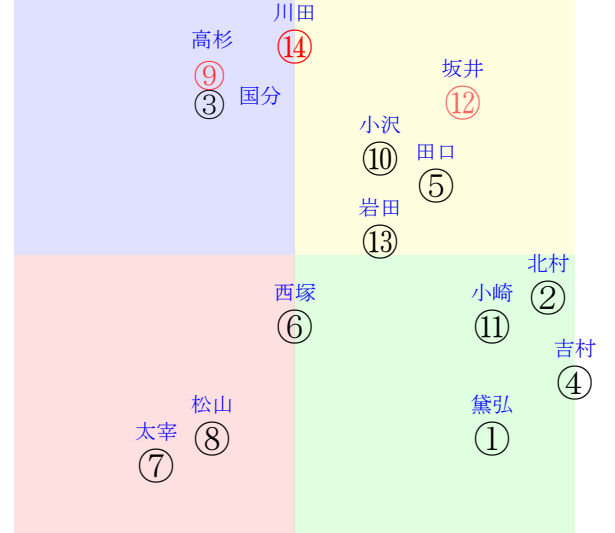 川田
⑭
高杉
⑨
③
国分
坂井
⑫
小沢
⑩
田口
⑤
岩田
⑬
北村
②
西塚
⑥
小崎
⑪
吉村
④
松山
⑧
黛弘
①
太宰
⑦